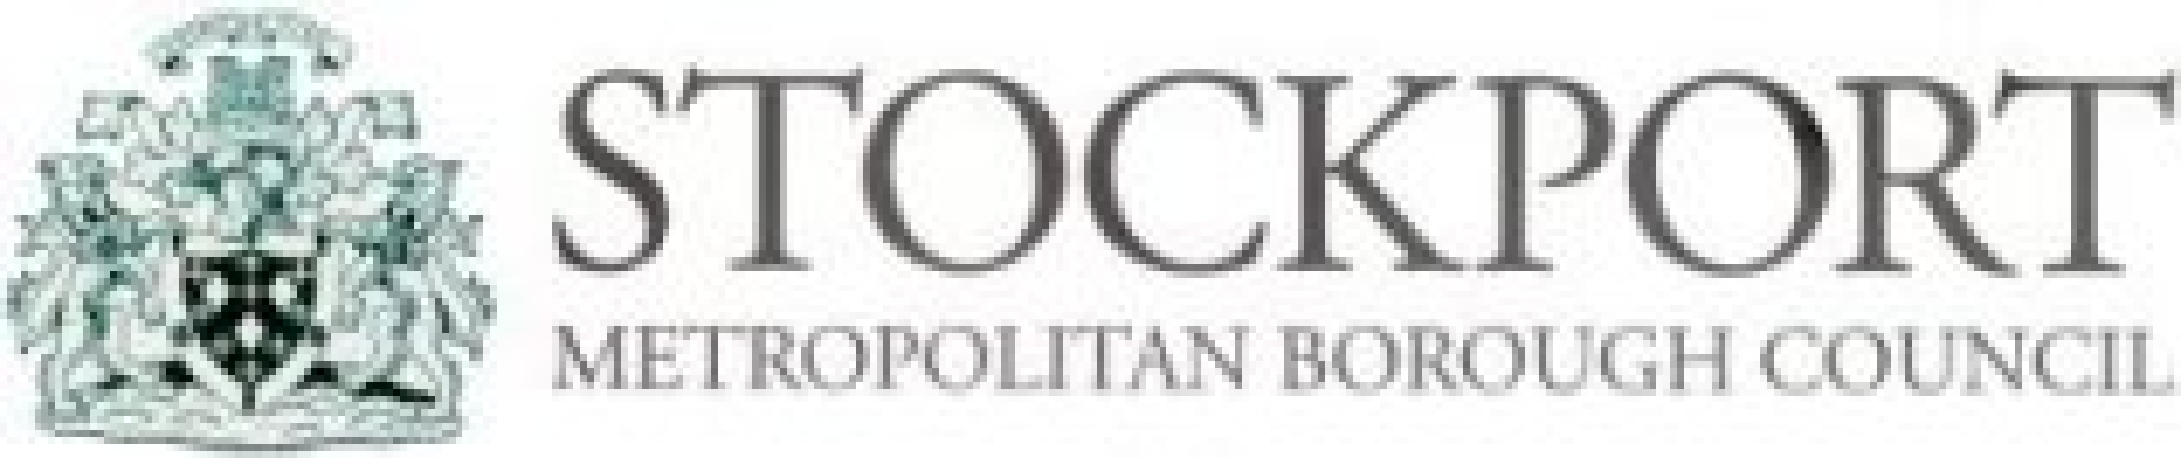 STOCKPORT
METROPOLITAN BOROUGH COUNCIL